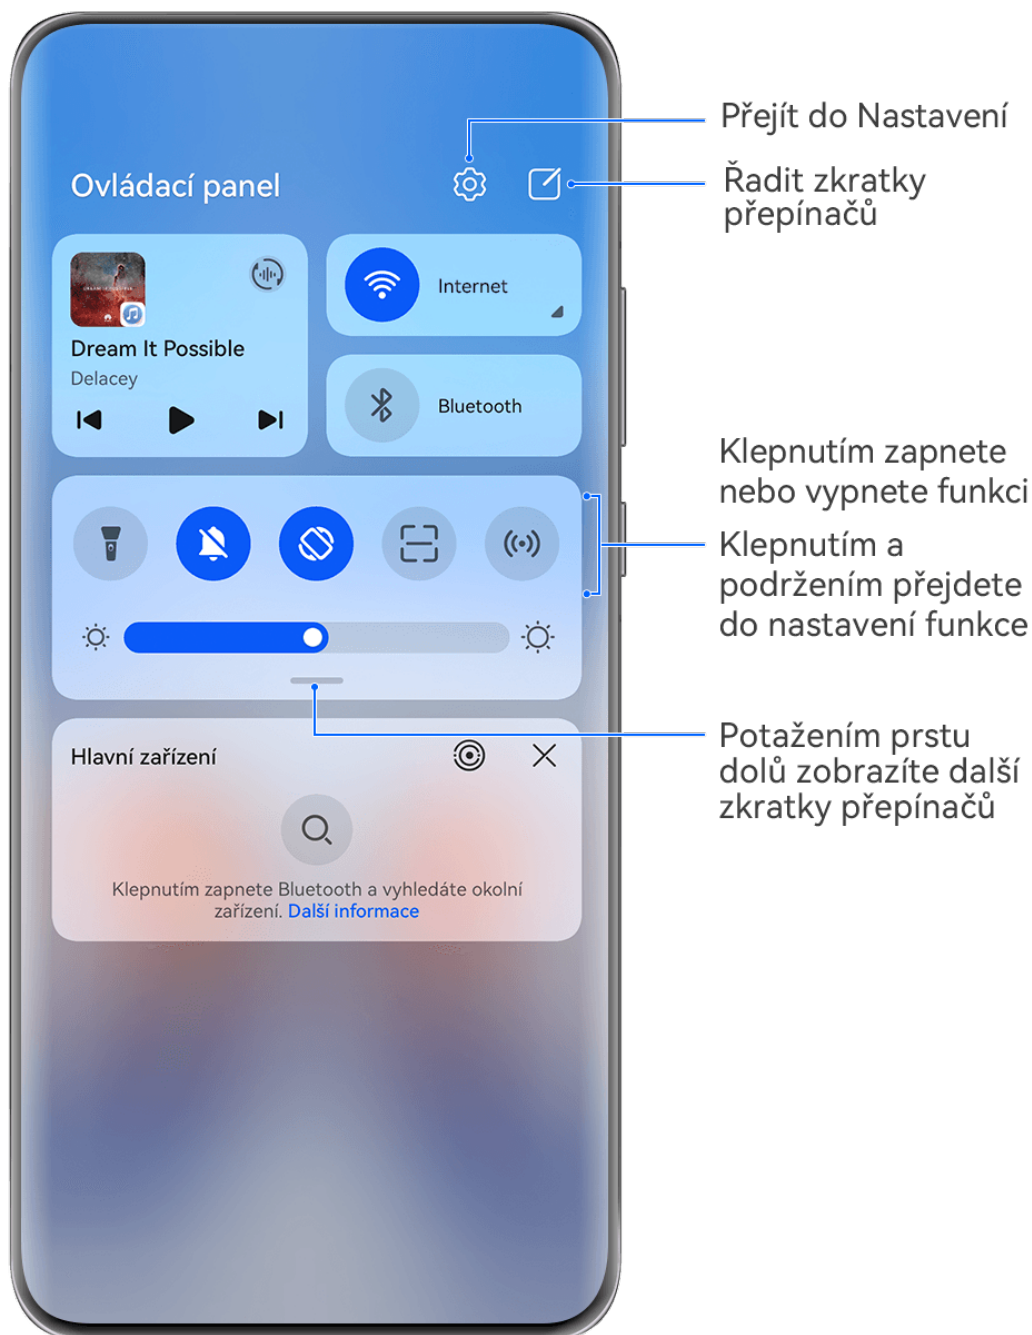 Přejít do Nastavení
Ovládací panel
Řadit zkratky
přepínačů
Internet
Dream It Possible
Delacey
Bluetooth
Klepnutím zapnete
nebo vypnete funkci
Klepnutím a
podržením přejdete
do nastavení funkce
Hlavní zařízení
Potažením prstu
dolů zobrazíte další
zkratky přepínačů
Klepnutím zapnete Bluetooth a vyhledáte okolní
zařízení. Další informace